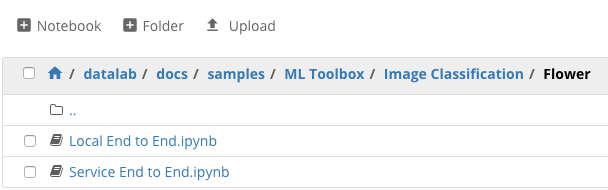 Notebook Folder Upload
/ datalab / docs / samples / ML Toolbox / Image Classification / Flower
..
Local End to End.ipynb
Service End to End.ipynb